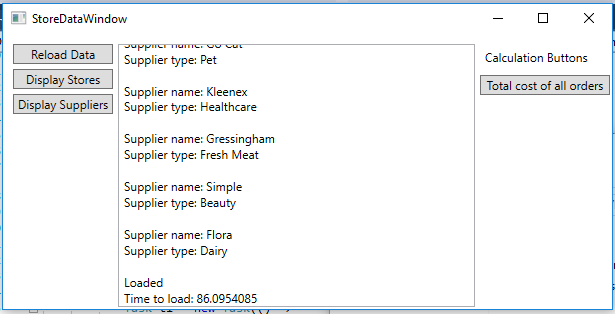 StoreDataWindow
Reload Data
Display Stores
Display Suppliers
Supplier name: Go Cat
Supplier type: Pet
Supplier name: Kleenex
Supplier type: Healthcare
Supplier name: Gressingham
Supplier type: Fresh Meat
Supplier name: Simple
Supplier type: Beauty
Supplier name: Flora
Supplier type: Dairy
Loaded
Time to load: 86.0954085
Calculation Buttons
Total cost of all orders